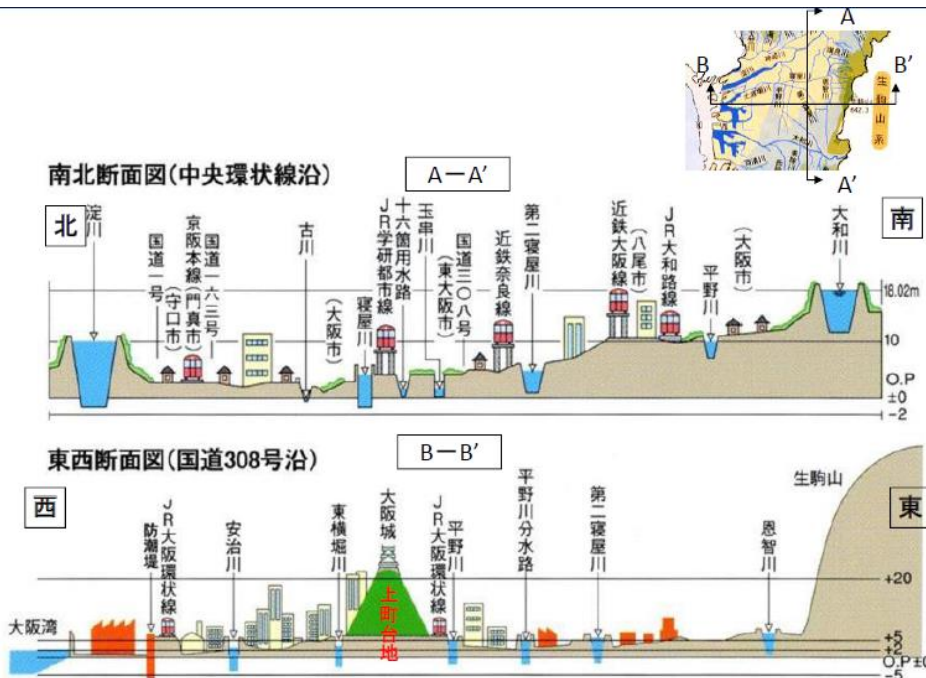 A
B
B'
A'
生駒山系
大和川
南北断面図(中央環状線沿)
A－A'
北
南
淀川
国道一号
(守口市)
京阪本線(門真市)
国道一六三号
古川
(大阪市)
寝屋川
JR学研都市線
十六箇用水路
玉串川
(東大阪市)
国道三〇八号
近鉄奈良線
第二寝屋川
近鉄大阪線
(八尾市)
JR大和路線
平野川
(大阪市)
大和川
18.02m
10
O.P
±0
-2
東西断面図(国道308号沿)
B－B'
西
東
大阪湾
防潮堤
JR大阪環状線
安治川
東横堀川
大阪城
上町台地
JR大阪環状線
平野川
平野川分水路
第二寝屋川
恩智川
生駒山
+20
+5
+2
O.P±0
-5